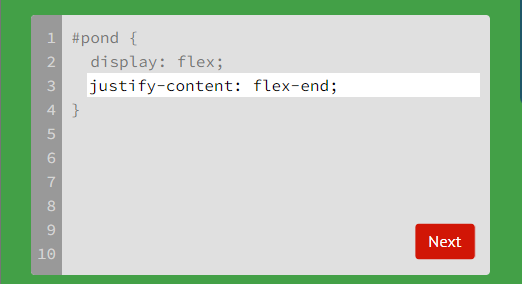 1 #pond {
2 display: flex;
3 justify-content: flex-end;
4 }
5
6
7
8
9
10
Next